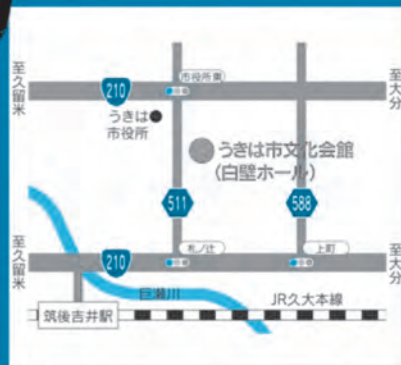 市役所東
至久留米
210
至大分
うきは
市役所
うきは市文化会館
(白壁ホール)
511
588
至久留米
210
札ノ辻
上町
至大分
巨瀬川
JR久大本線
筑後吉井駅